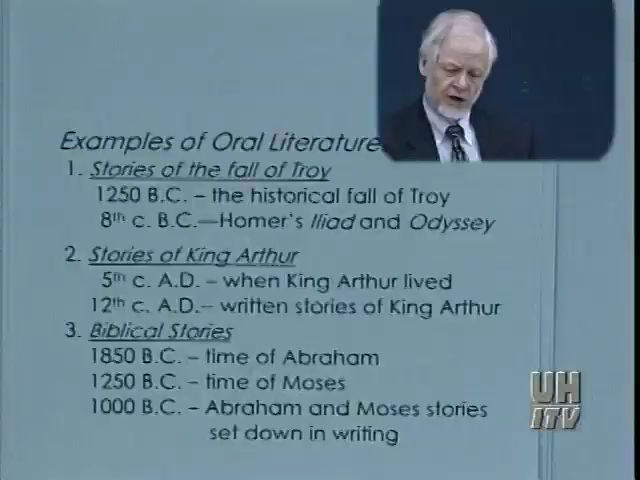 Examples of Oral Literature
1. Stories of the fall of Troy
1250 B.C. – the historical fall of Troy
8th c. B.C.—Homer's Iliad and Odyssey
2. Stories of King Arthur
5th c. A.D. – when King Arthur lived
12th c. A.D.– written stories of King Arthur
3. Biblical Stories
1850 B.C. – time of Abraham
1250 B.C. – time of Moses
1000 B.C. – Abraham and Moses stories
set down in writing
UH
ITV